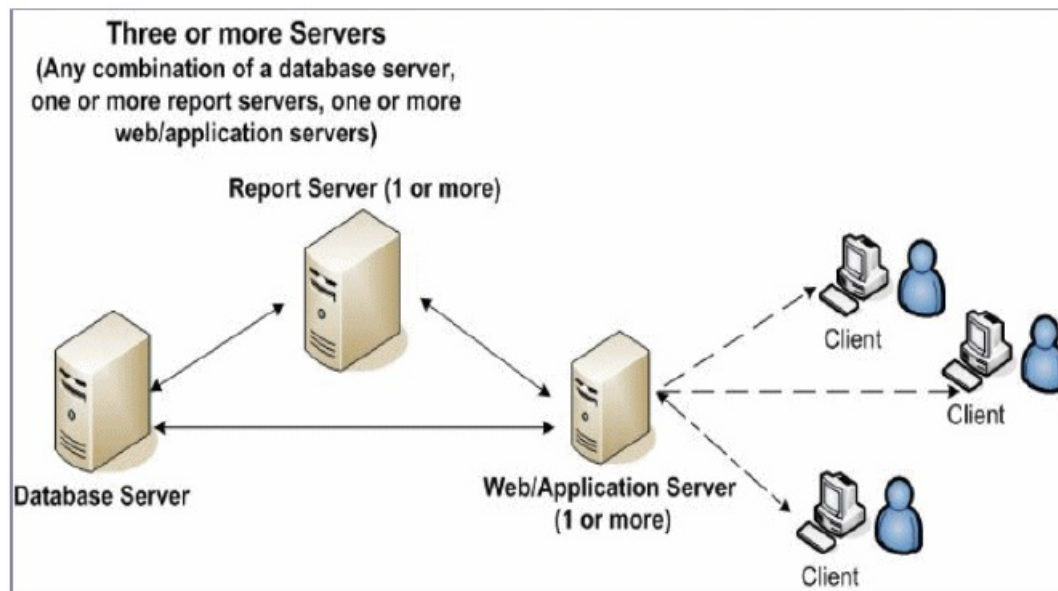 Three or more Servers
(Any combination of a database server,
one or more report servers, one or more
web/application servers)
Report Server (1 or more)
Client
Client
Database Server
Web/Application Server
(1 or more)
Client